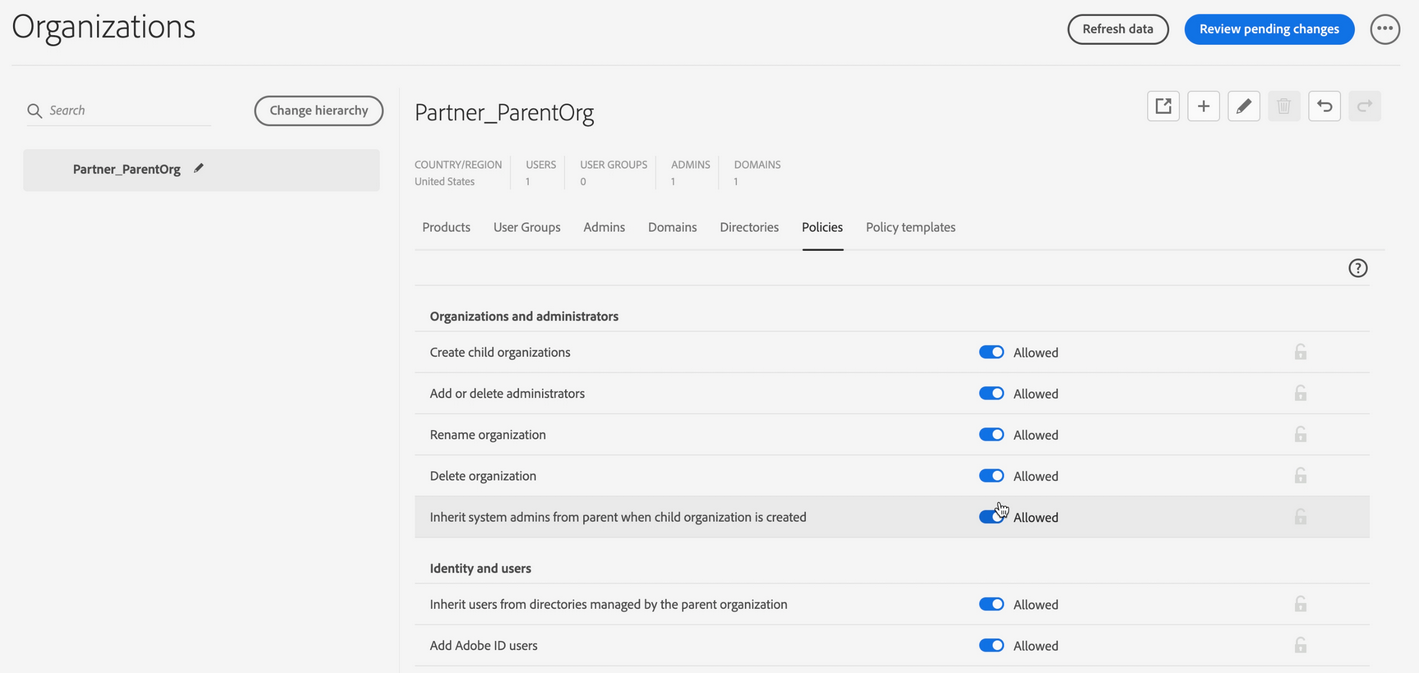 Organizations
Refresh data
Review pending changes
Search
Change hierarchy
Partner_ParentOrg
Partner_ParentOrg
COUNTRY/REGION USERS USER GROUPS ADMINS DOMAINS
United States 1 0 1 1
Products User Groups Admins Domains Directories Policies Policy templates
?
Organizations and administrators
Create child organizations Allowed
Add or delete administrators Allowed
Rename organization Allowed
Delete organization Allowed
Inherit system admins from parent when child organization is created Allowed
Identity and users
Inherit users from directories managed by the parent organization Allowed
Add Adobe ID users Allowed